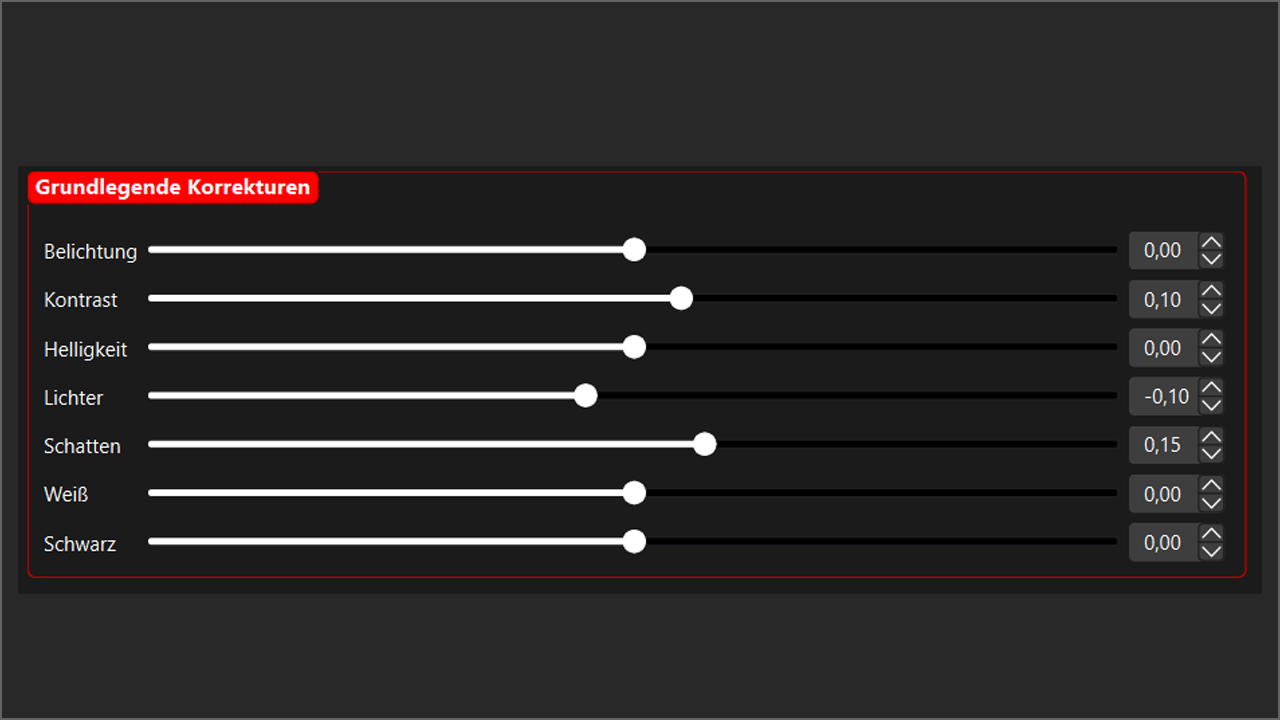 Grundlegende Korrekturen
Belichtung 0,00
Kontrast 0,10
Helligkeit 0,00
Lichter -0,10
Schatten 0,15
Weiß 0,00
Schwarz 0,00